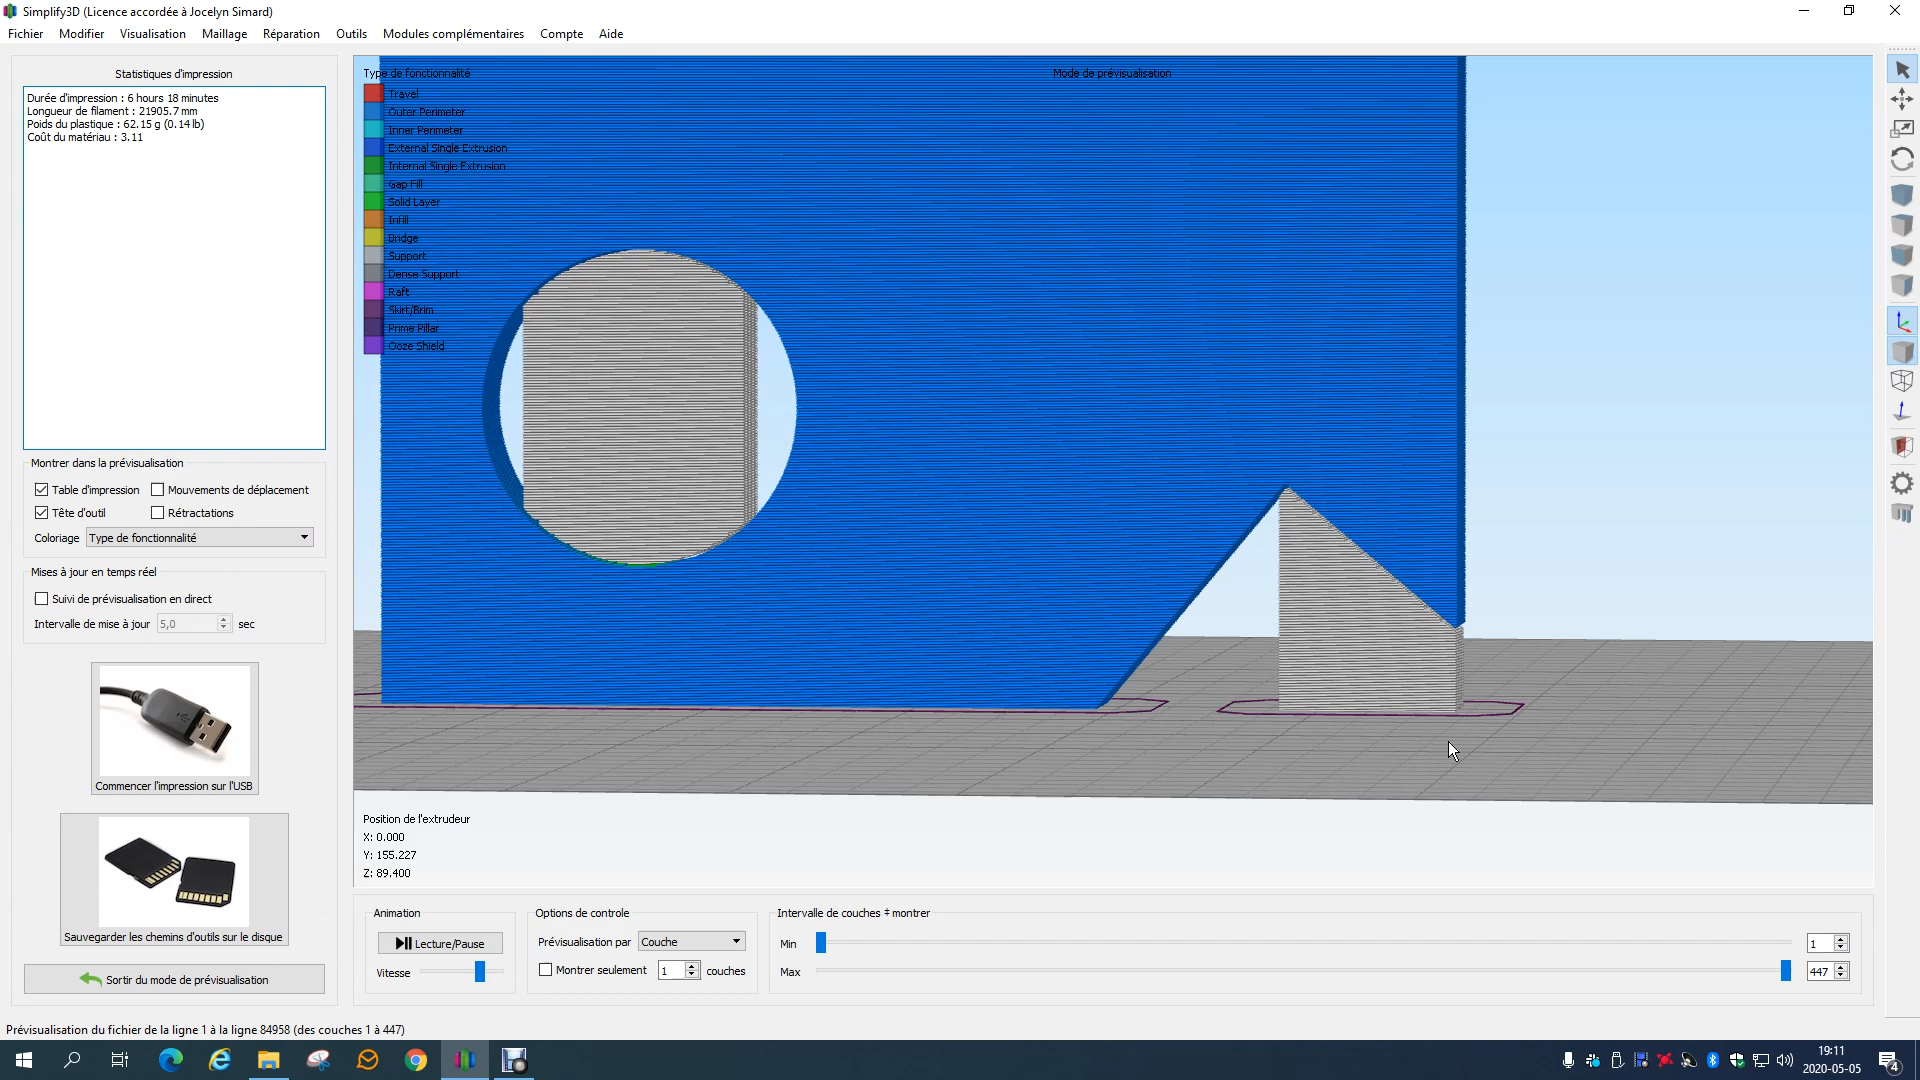 Simplify3D (Licence accordée à Jocelyn Simard)
Fichier Modifier Visualisation Maillage Réparation Outils Modules complémentaires Compte Aide
Statistiques d'impression
Durée d'impression : 6 hours 18 minutes
Longueur de filament : 21905.7 mm
Poids du plastique : 62.15 g (0.14 lb)
Coût du matériau : 3.11
Montrer dans la prévisualisation
Table d'impression Mouvements de déplacement
Tête d'outil Rétractations
Coloriage Type de fonctionnalité
Mises à jour en temps réel
Suivi de prévisualisation en direct
Intervalle de mise à jour 5,0 sec
Commencer l'impression sur l'USB
Sauvegarder les chemins d'outils sur le disque
Sortir du mode de prévisualisation
Type de fonctionnalité
Travel
Outer Perimeter
Inner Perimeter
External Single Extrusion
Internal Single Extrusion
Gap Fill
Solid Layer
Infill
Bridge
Support
Dense Support
Raft
Skirt/Brim
Prime Pillar
Ooze Shield
Mode de prévisualisation
Position de l'extrudeur
X: 0.000
Y: 155.227
Z: 89.400
Animation
Lecture/Pause
Vitesse
Options de controle
Prévisualisation par Couche
Montrer seulement 1 couches
Intervalle de couches ‡ montrer
Min 1
Max 447
Prévisualisation du fichier de la ligne 1 à la ligne 84958 (des couches 1 à 447)
19:11
2020-05-05
4